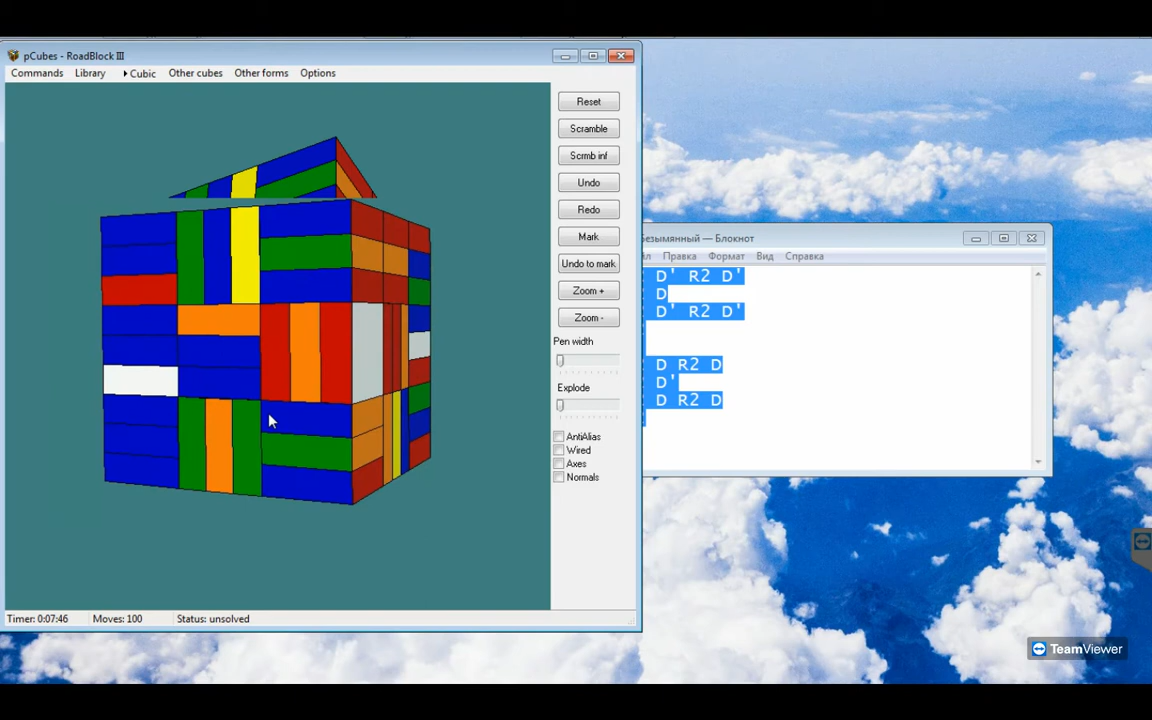 pCubes - RoadBlock III
Commands Library Cubic Other cubes Other forms Options
Reset
Scramble
Scrmb inf
Undo
Redo
Mark
Undo to mark
Zoom +
Zoom -
Pen width
Explode
AntiAlias
Wired
Axes
Normals
Timer: 0:07:46 Moves: 100 Status: unsolved
езымянный — Блокнот
Правка Формат Вид Справка
D' R2 D'
D
D' R2 D'
D R2 D
D'
D R2 D
TeamViewer